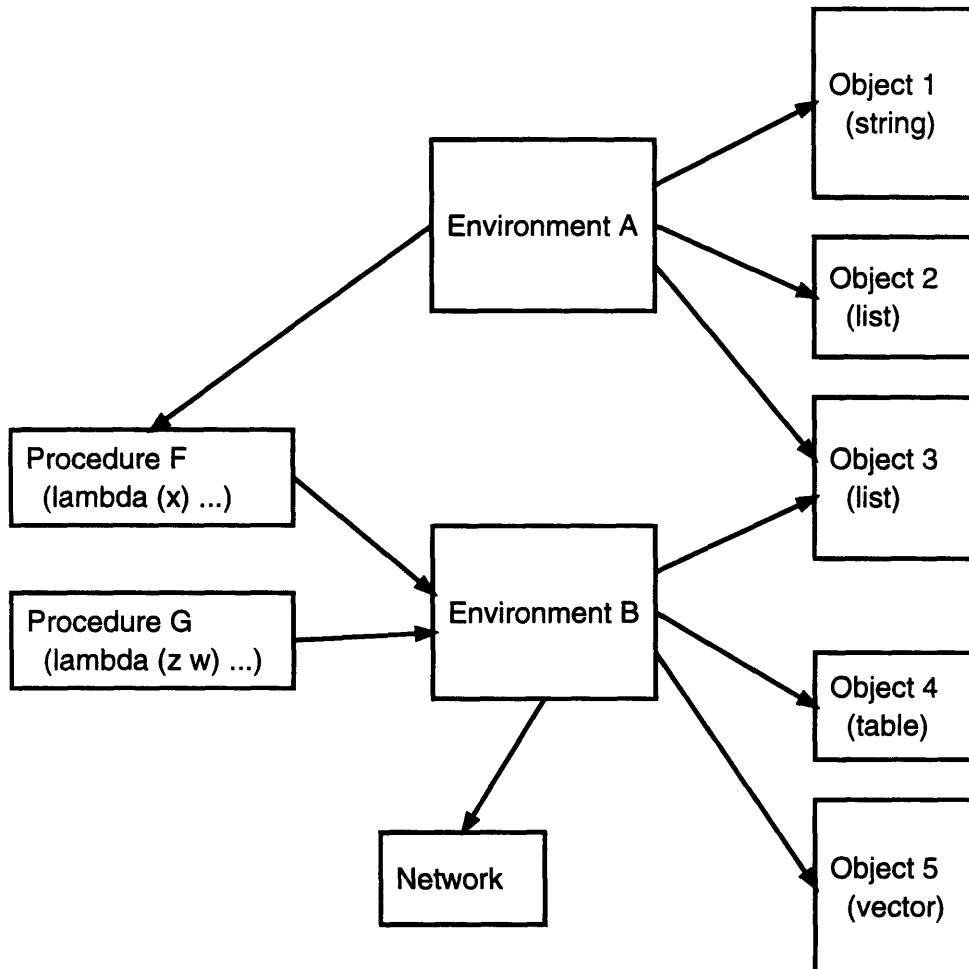 Object 1
(string)
Environment A
Object 2
(list)
Procedure F
(lambda (x) ...)
Object 3
(list)
Procedure G
(lambda (z w) ...)
Environment B
Object 4
(table)
Network
Object 5
(vector)